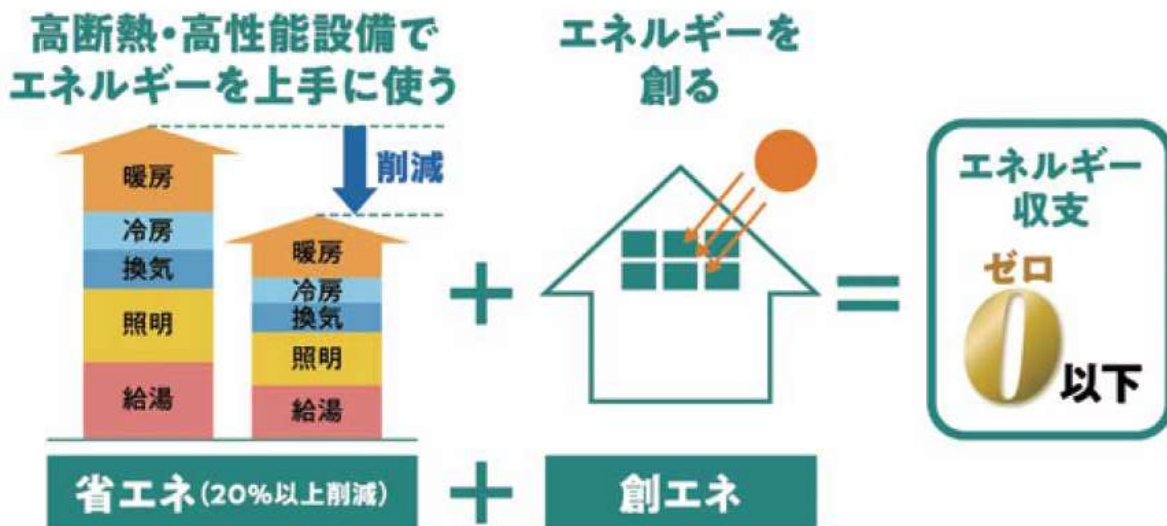 高断熱・高性能設備で
エネルギーを上手に使う
削減
暖房
冷房
換気
照明
給湯
暖房
冷房
換気
照明
給湯
省エネ(20%以上削減)
+
エネルギーを
創る
+
創エネ
=
エネルギー
収支
ゼロ
0以下